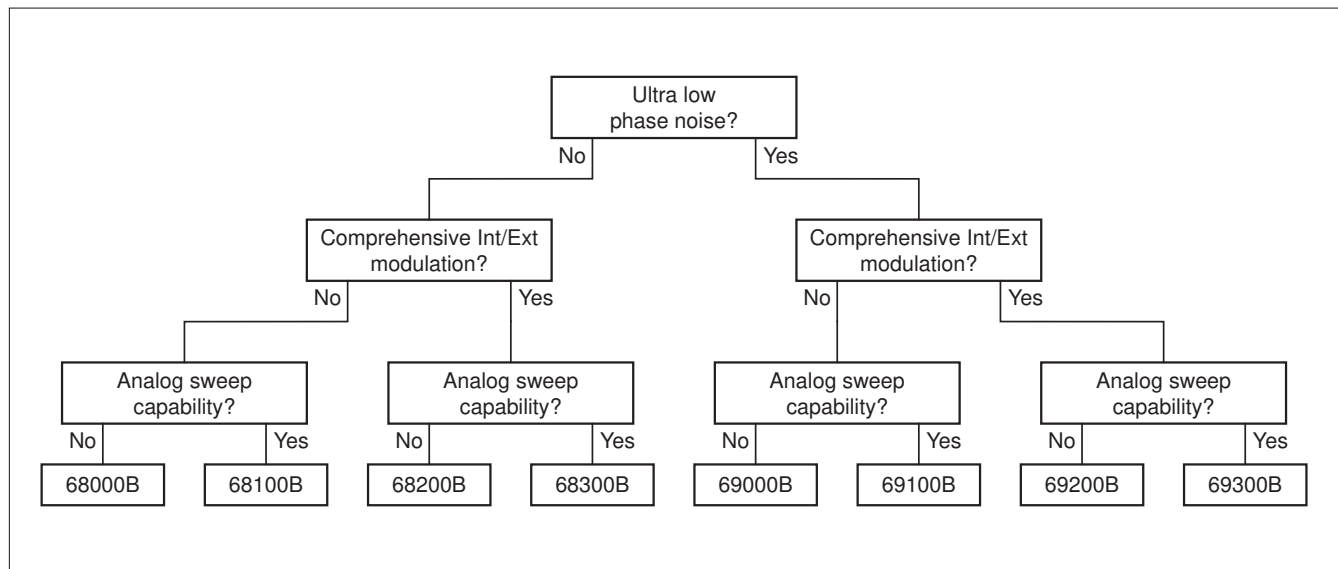 Ultra low
phase noise?
No
Yes
Comprehensive Int/Ext
modulation?
Comprehensive Int/Ext
modulation?
No
Yes
No
Yes
Analog sweep
capability?
Analog sweep
capability?
Analog sweep
capability?
Analog sweep
capability?
No
Yes
No
Yes
No
Yes
No
Yes
68000B
68100B
68200B
68300B
69000B
69100B
69200B
69300B